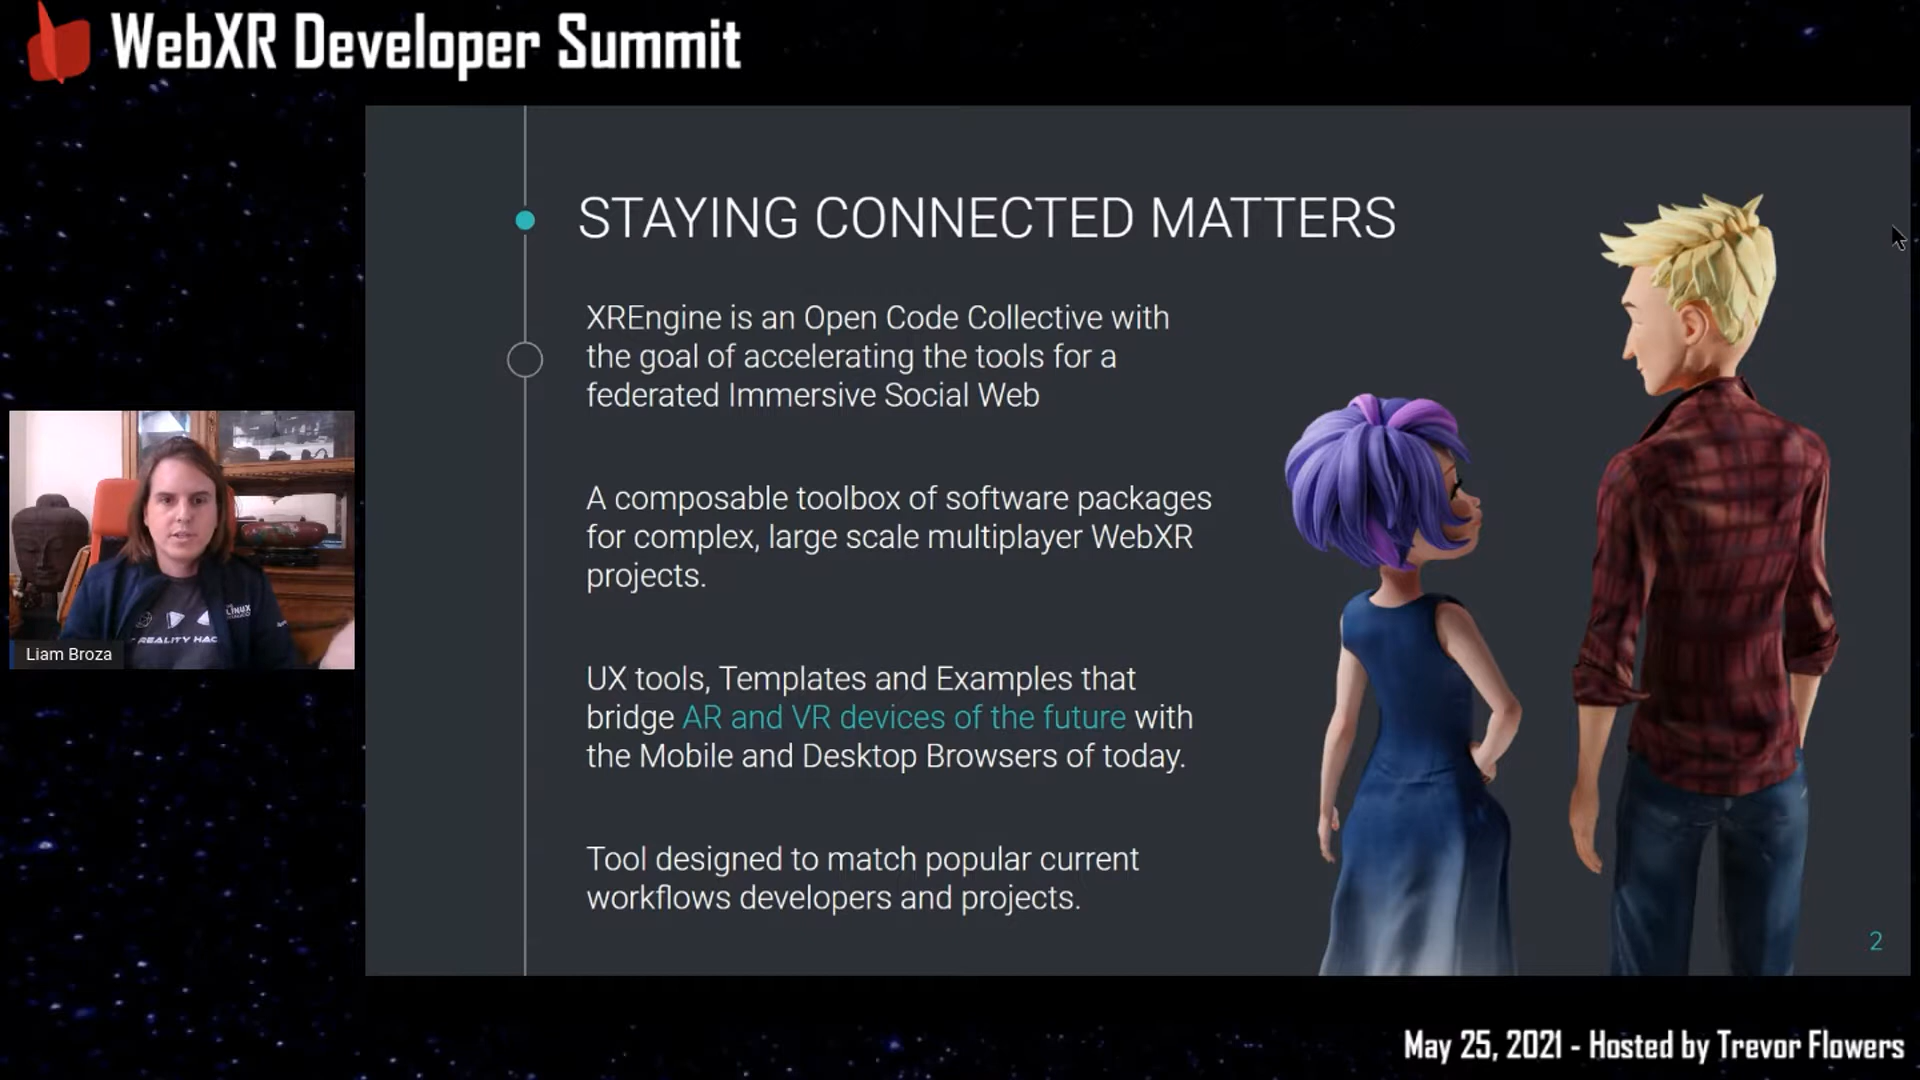 WebXR Developer Summit
STAYING CONNECTED MATTERS
XREngine is an Open Code Collective with
the goal of accelerating the tools for a
federated Immersive Social Web
A composable toolbox of software packages
for complex, large scale multiplayer WebXR
projects.
UX tools, Templates and Examples that
bridge AR and VR devices of the future with
the Mobile and Desktop Browsers of today.
Tool designed to match popular current
workflows developers and projects.
2
LINUX
REALITY HAC
Liam Broza
May 25, 2021 - Hosted by Trevor Flowers